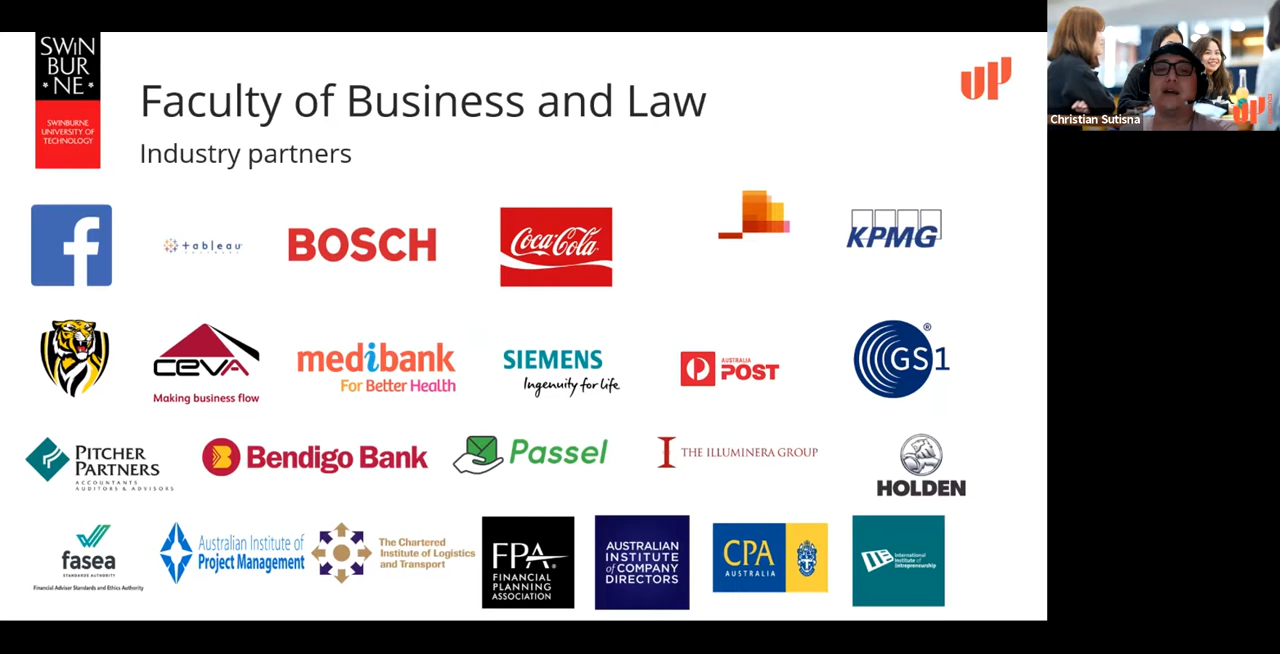 SWIN
BUR
NE
SWINBURNE
UNIVERSITY OF
TECHNOLOGY
Faculty of Business and Law
Industry partners
UP
Christian Sutisna
UP
f
tableau
BOSCH
Coca-Cola
KPMG
CEVA
Making business flow
medibank
For Better Health
SIEMENS
Ingenuity for life
AUSTRALIA
POST
GS1
®
PITCHER
PARTNERS
ACCOUNTANTS
AUDITORS & ADVISORS
B
Bendigo Bank
Passel
I THE ILLUMINERA GROUP
HOLDEN
fasea
STANDARDS AUTHORITY
Financial Adviser Standards and Ethics Authority
Australian Institute of
Project Management
The Chartered
Institute of Logistics
and Transport
FPA
FINANCIAL
PLANNING
ASSOCIATION
AUSTRALIAN
INSTITUTE
of COMPANY
DIRECTORS
CPA
AUSTRALIA
International
Institute of
Entrepreneurship